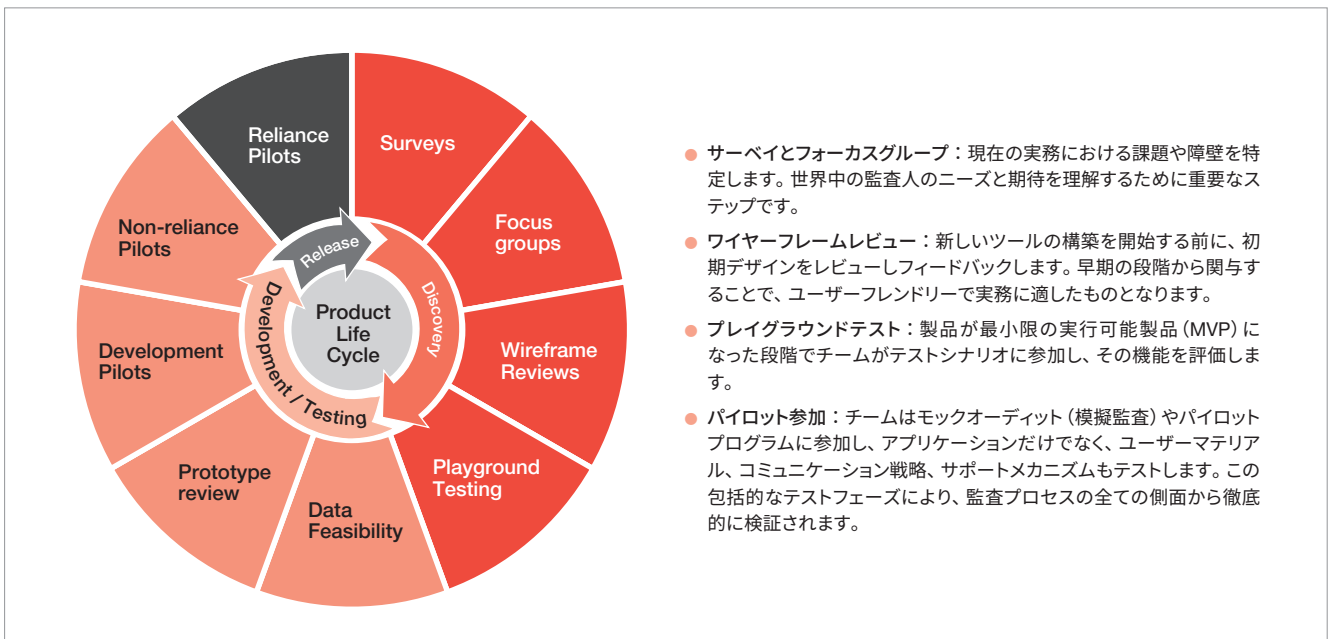 Surveys
Focus
groups
Wireframe
Reviews
Playground
Testing
Data
Feasibility
Prototype
review
Development
Pilots
Non-reliance
Pilots
Reliance
Pilots
Release
Discovery
Development / Testing
Product
Life
Cycle
● サーベイとフォーカスグループ：現在の実務における課題や障壁を特
定します。世界中の監査人のニーズと期待を理解するために重要なス
テップです。
● ワイヤーフレームレビュー：新しいツールの構築を開始する前に、初
期デザインをレビューしフィードバックします。早期の段階から関与す
ることで、ユーザーフレンドリーで実務に適したものとなります。
● プレイグラウンドテスト：製品が最小限の実行可能製品（MVP）に
なった段階でチームがテストシナリオに参加し、その機能を評価しま
す。
● パイロット参加：チームはモックオーディット（模擬監査）やパイロット
プログラムに参加し、アプリケーションだけでなく、ユーザーマテリア
ル、コミュニケーション戦略、サポートメカニズムもテストします。この
包括的なテストフェーズにより、監査プロセスの全ての側面から徹底
的に検証されます。